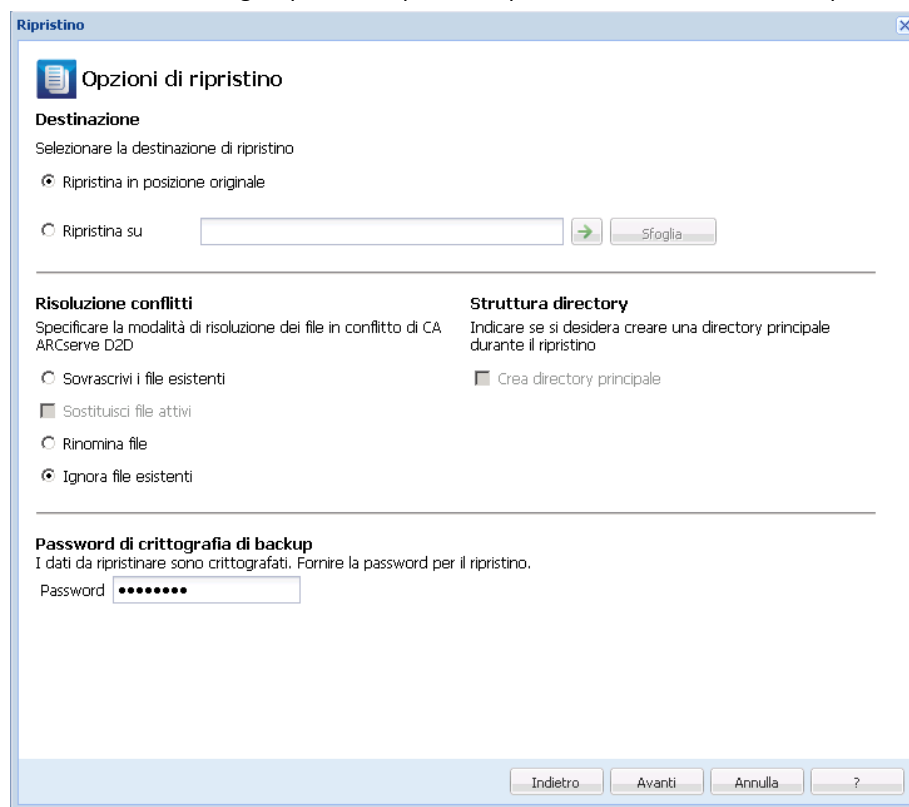 Ripristino
Opzioni di ripristino
Destinazione
Selezionare la destinazione di ripristino
Ripristina in posizione originale
Ripristina su
Sfoglia
Risoluzione conflitti
Specificare la modalità di risoluzione dei file in conflitto di CA
ARCserve D2D
Sovrascrivi i file esistenti
Sostituisci file attivi
Rinomina file
Ignora file esistenti
Struttura directory
Indicare se si desidera creare una directory principale
durante il ripristino
Crea directory principale
Password di crittografia di backup
I dati da ripristinare sono crittografati. Fornire la password per il ripristino.
Password ••••••••
Indietro
Avanti
Annulla
?